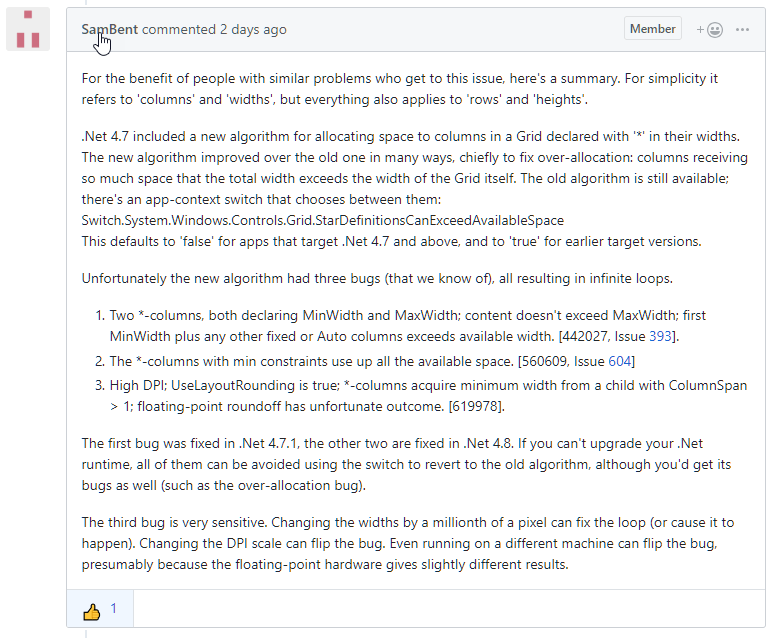 SamBent commented 2 days ago
Member
+
...
For the benefit of people with similar problems who get to this issue, here's a summary. For simplicity it
refers to 'columns' and 'widths', but everything also applies to 'rows' and 'heights'.
.Net 4.7 included a new algorithm for allocating space to columns in a Grid declared with '*' in their widths.
The new algorithm improved over the old one in many ways, chiefly to fix over-allocation: columns receiving
so much space that the total width exceeds the width of the Grid itself. The old algorithm is still available;
there's an app-context switch that chooses between them:
Switch.System.Windows.Controls.Grid.StarDefinitionsCanExceedAvailableSpace
This defaults to 'false' for apps that target .Net 4.7 and above, and to 'true' for earlier target versions.
Unfortunately the new algorithm had three bugs (that we know of), all resulting in infinite loops.
1. Two *-columns, both declaring MinWidth and MaxWidth; content doesn't exceed MaxWidth; first
MinWidth plus any other fixed or Auto columns exceeds available width. [442027, Issue 393].
2. The *-columns with min constraints use up all the available space. [560609, Issue 604]
3. High DPI; UseLayoutRounding is true; *-columns acquire minimum width from a child with ColumnSpan
> 1; floating-point roundoff has unfortunate outcome. [619978].
The first bug was fixed in .Net 4.7.1, the other two are fixed in .Net 4.8. If you can't upgrade your .Net
runtime, all of them can be avoided using the switch to revert to the old algorithm, although you'd get its
bugs as well (such as the over-allocation bug).
The third bug is very sensitive. Changing the widths by a millionth of a pixel can fix the loop (or cause it to
happen). Changing the DPI scale can flip the bug. Even running on a different machine can flip the bug,
presumably because the floating-point hardware gives slightly different results.
1